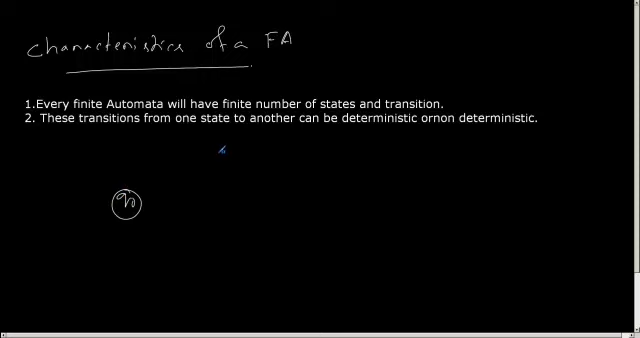 Characteristics of a FA
1.Every finite Automata will have finite number of states and transition.
2. These transitions from one state to another can be deterministic ornon deterministic.
q0